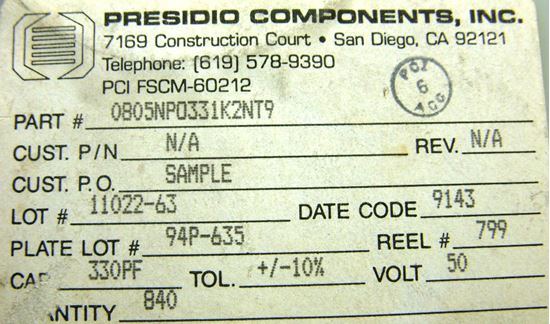 PRESIDIO COMPONENTS, INC.
7169 Construction Court • San Diego, CA 92121
Telephone: (619) 578-9390
PCI FSCM-60212
PCI
6
ACC
PART # 0805NPO331K2NT9
CUST. P/N N/A REV. N/A
CUST. P.O. SAMPLE
LOT # 11022-63 DATE CODE 9143
PLATE LOT # 94P-635 REEL # 799
CAP 330PF TOL. +/-10% VOLT 50
NTITY 840